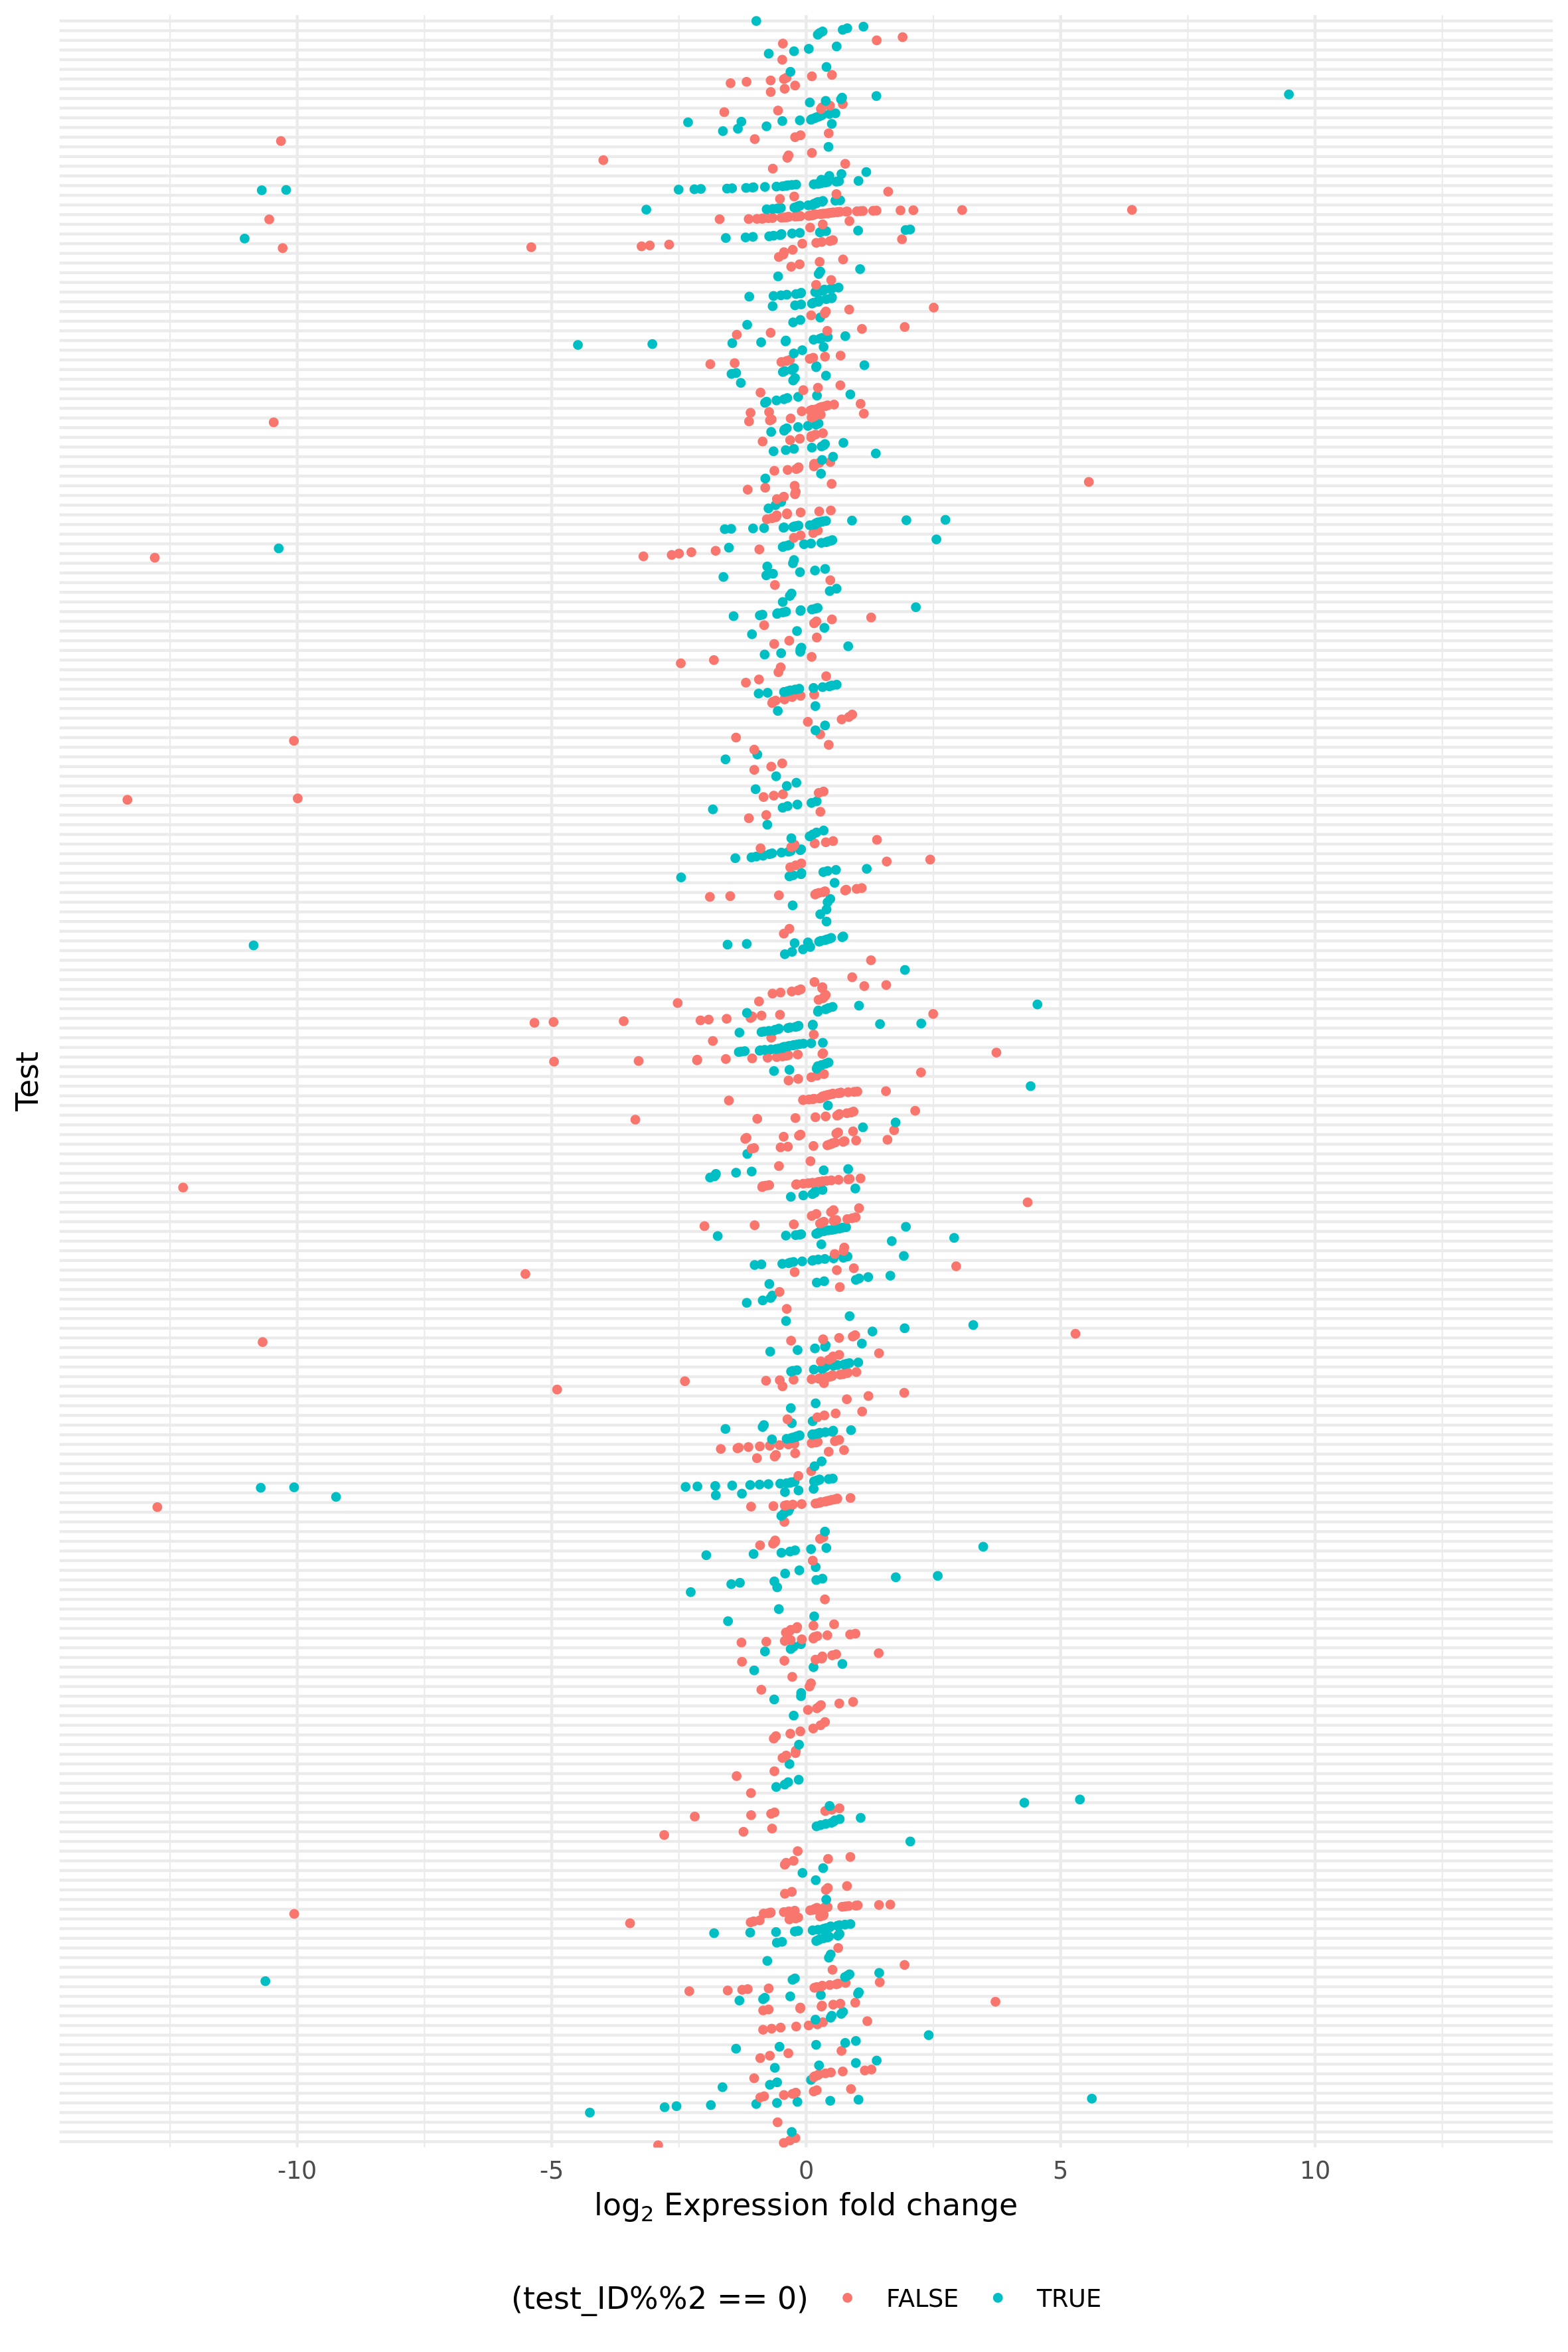 Test
-10 -5 0 5 10
log₂ Expression fold change
(test_ID%%2 == 0) FALSE TRUE